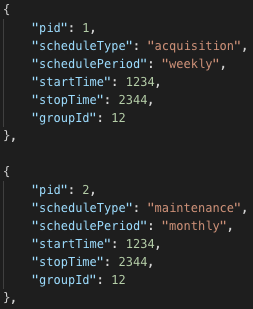 {
    "pid": 1,
    "scheduleType": "acquisition",
    "schedulePeriod": "weekly",
    "startTime": 1234,
    "stopTime": 2344,
    "groupId": 12
},
{
    "pid": 2,
    "scheduleType": "maintenance",
    "schedulePeriod": "monthly",
    "startTime": 1234,
    "stopTime": 2344,
    "groupId": 12
},